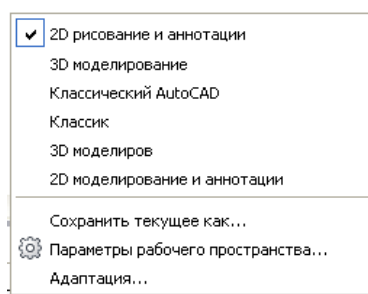 2D рисование и аннотации
3D моделирование
Классический AutoCAD
Классик
3D моделиров
2D моделирование и аннотации
Сохранить текущее как...
Параметры рабочего пространства...
Адаптация...